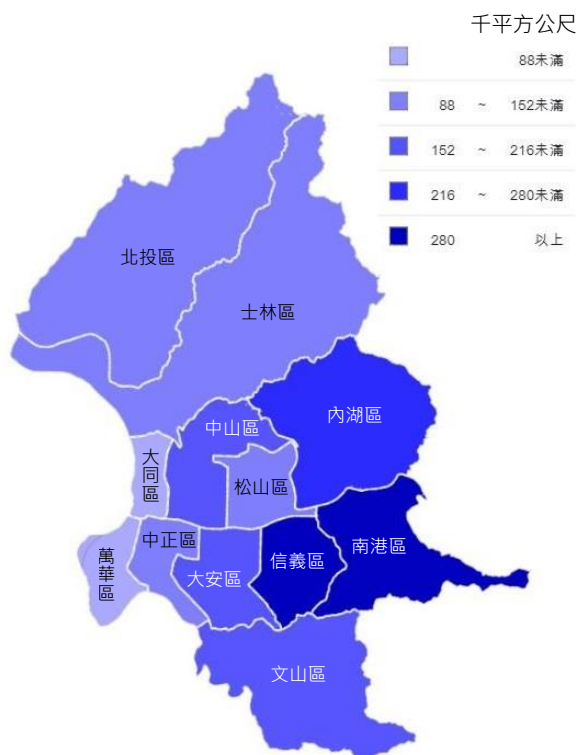 千平方公尺
88未滿
88 ~ 152未滿
152 ~ 216未滿
216 ~ 280未滿
280 以上
北投區
士林區
內湖區
中山區
大同區
松山區
中正區
萬華區
大安區
信義區
南港區
文山區